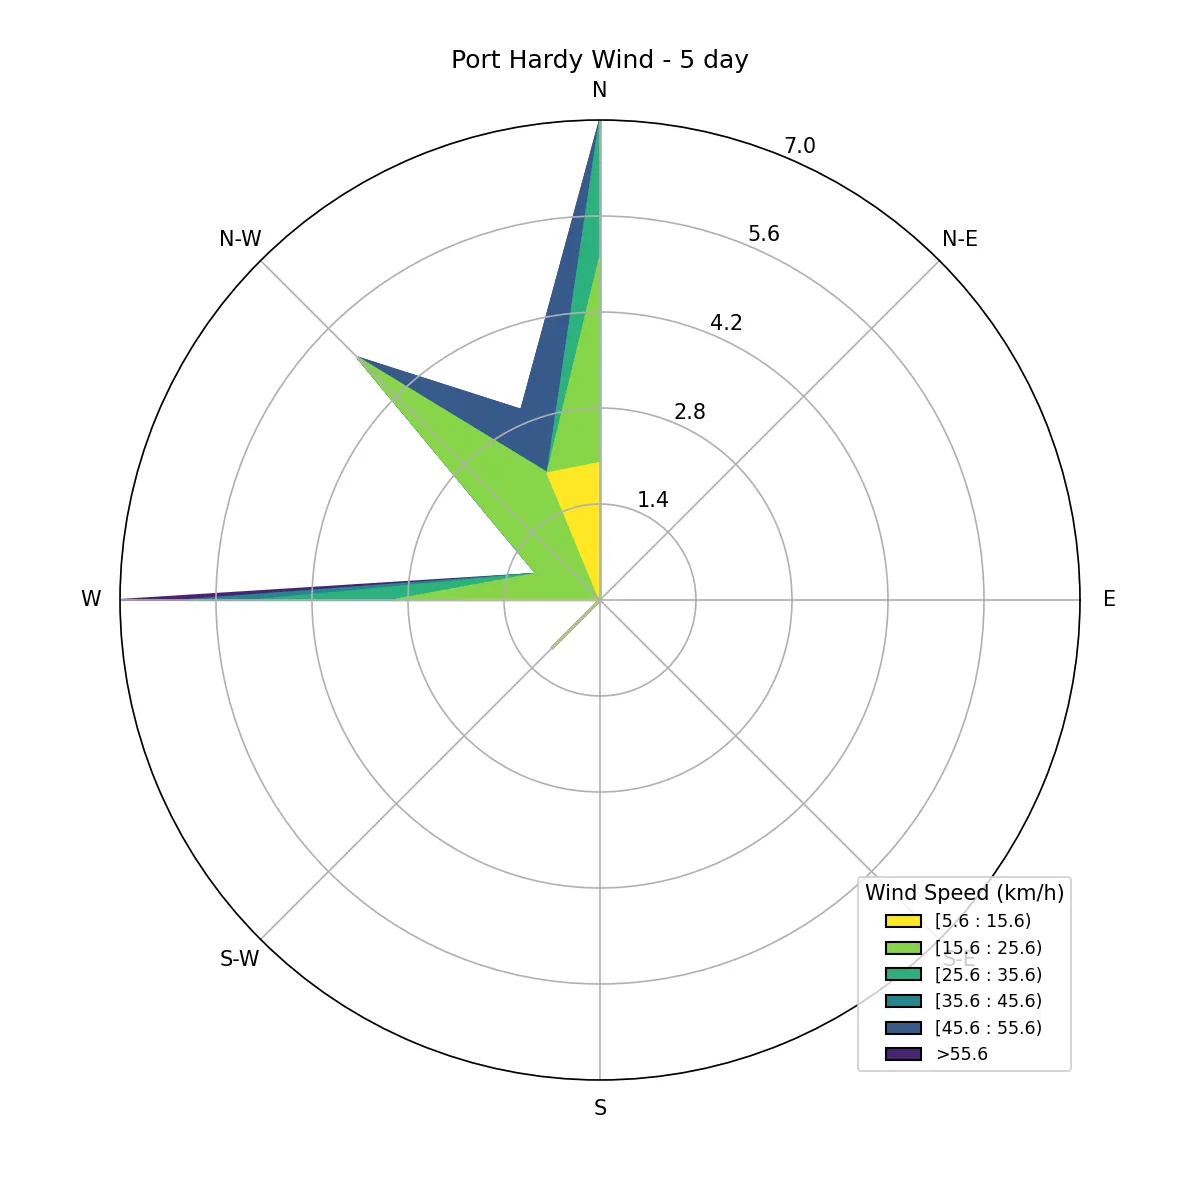 Port Hardy Wind - 5 day
N
7.0
N-W
N-E
5.6
4.2
2.8
1.4
W
E
S-W
S-E
S
Wind Speed (km/h)
[5.6 : 15.6)
[15.6 : 25.6)
[25.6 : 35.6)
[35.6 : 45.6)
[45.6 : 55.6)
>55.6